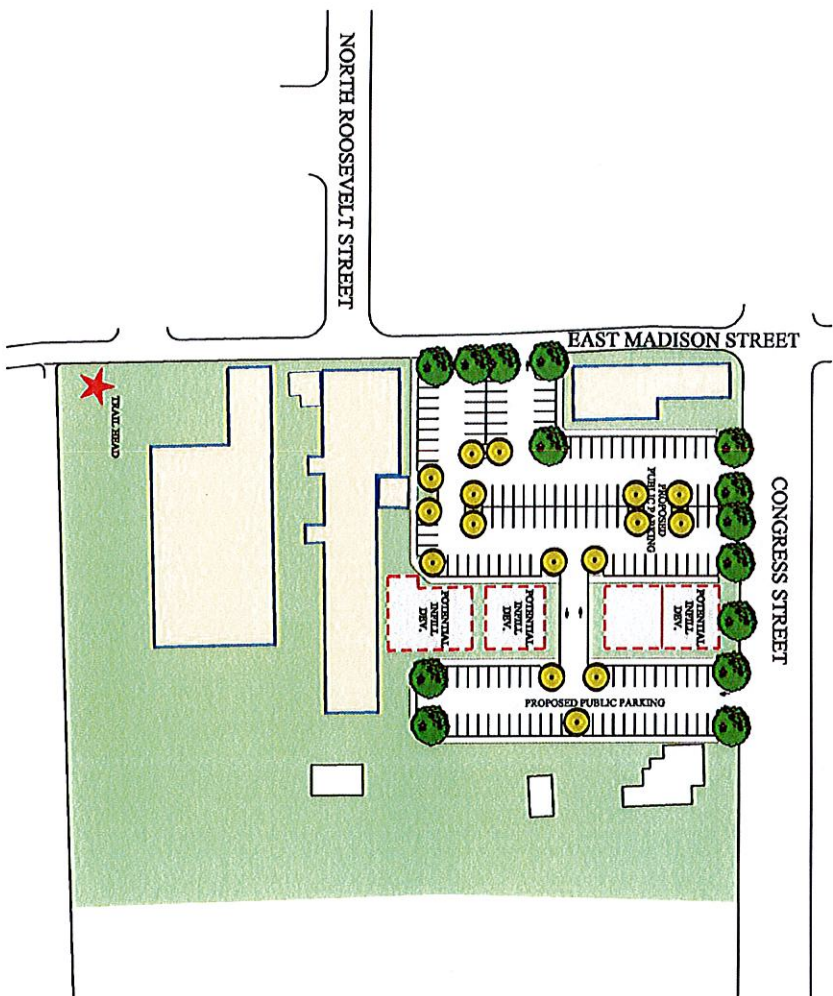 NORTH ROOSEVELT STREET
EAST MADISON STREET
CONGRESS STREET
TRAIL HEAD
PROPOSED
PUBLIC PARKING
POTENTIAL
INFILL
DEV.
POTENTIAL
INFILL
DEV.
POTENTIAL
INFILL
DEV.
PROPOSED PUBLIC PARKING